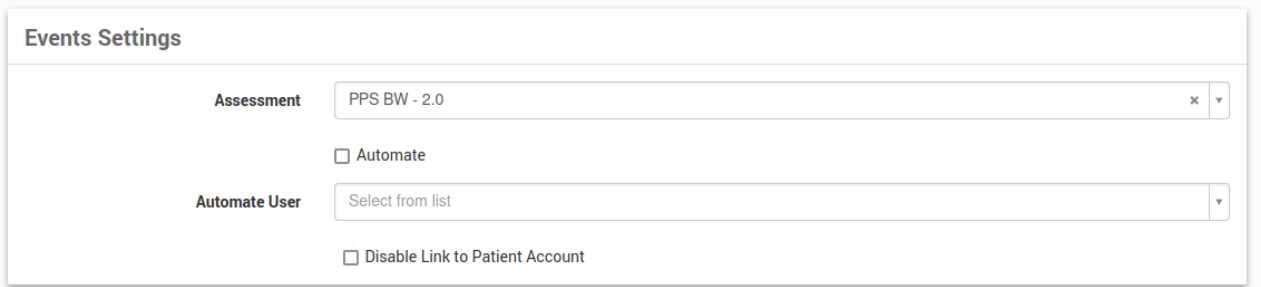 Events Settings
Assessment PPS BW - 2.0
Automate
Automate User Select from list
Disable Link to Patient Account